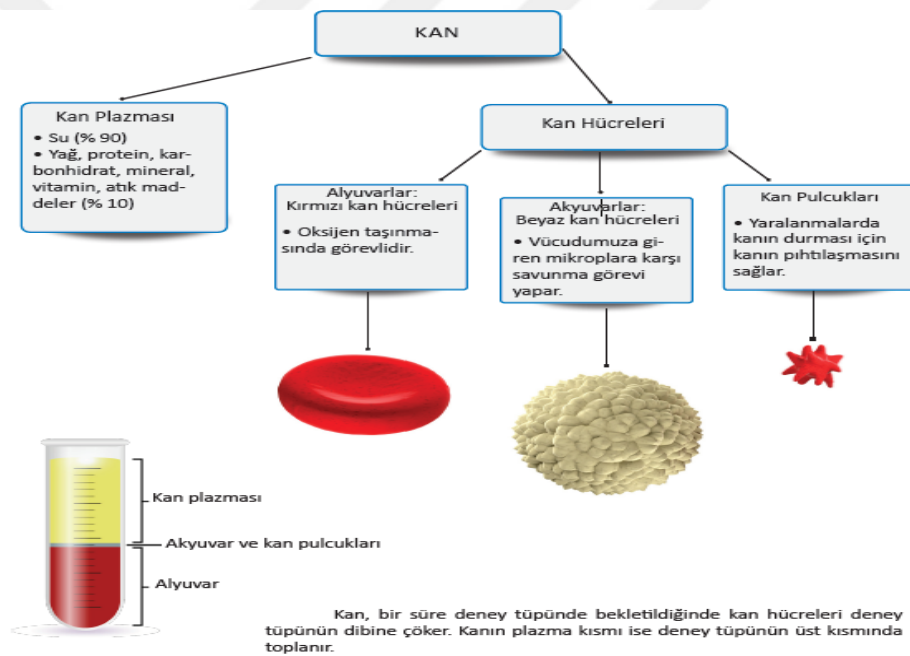 KAN
Kan Plazması
• Su (% 90)
• Yağ, protein, kar-
bonhidrat, mineral,
vitamin, atık mad-
deler (% 10)
Kan Hücreleri
Alyuvarlar:
Kırmızı kan hücreleri
• Oksijen taşınma-
sında görevlidir.
Akyuvarlar:
Beyaz kan hücreleri
• Vücudumuza gi-
ren mikroplara karşı
savunma görevi
yapar.
Kan Pulcukları
• Yaralanmalarda
kanın durması için
kanın pıhtılaşmasını
sağlar.
Kan plazması
Akyuvar ve kan pulcukları
Alyuvar
Kan, bir süre deney tüpünde bekletildiğinde kan hücreleri deney
tüpünün dibine çöker. Kanın plazma kısmı ise deney tüpünün üst kısmında
toplanır.